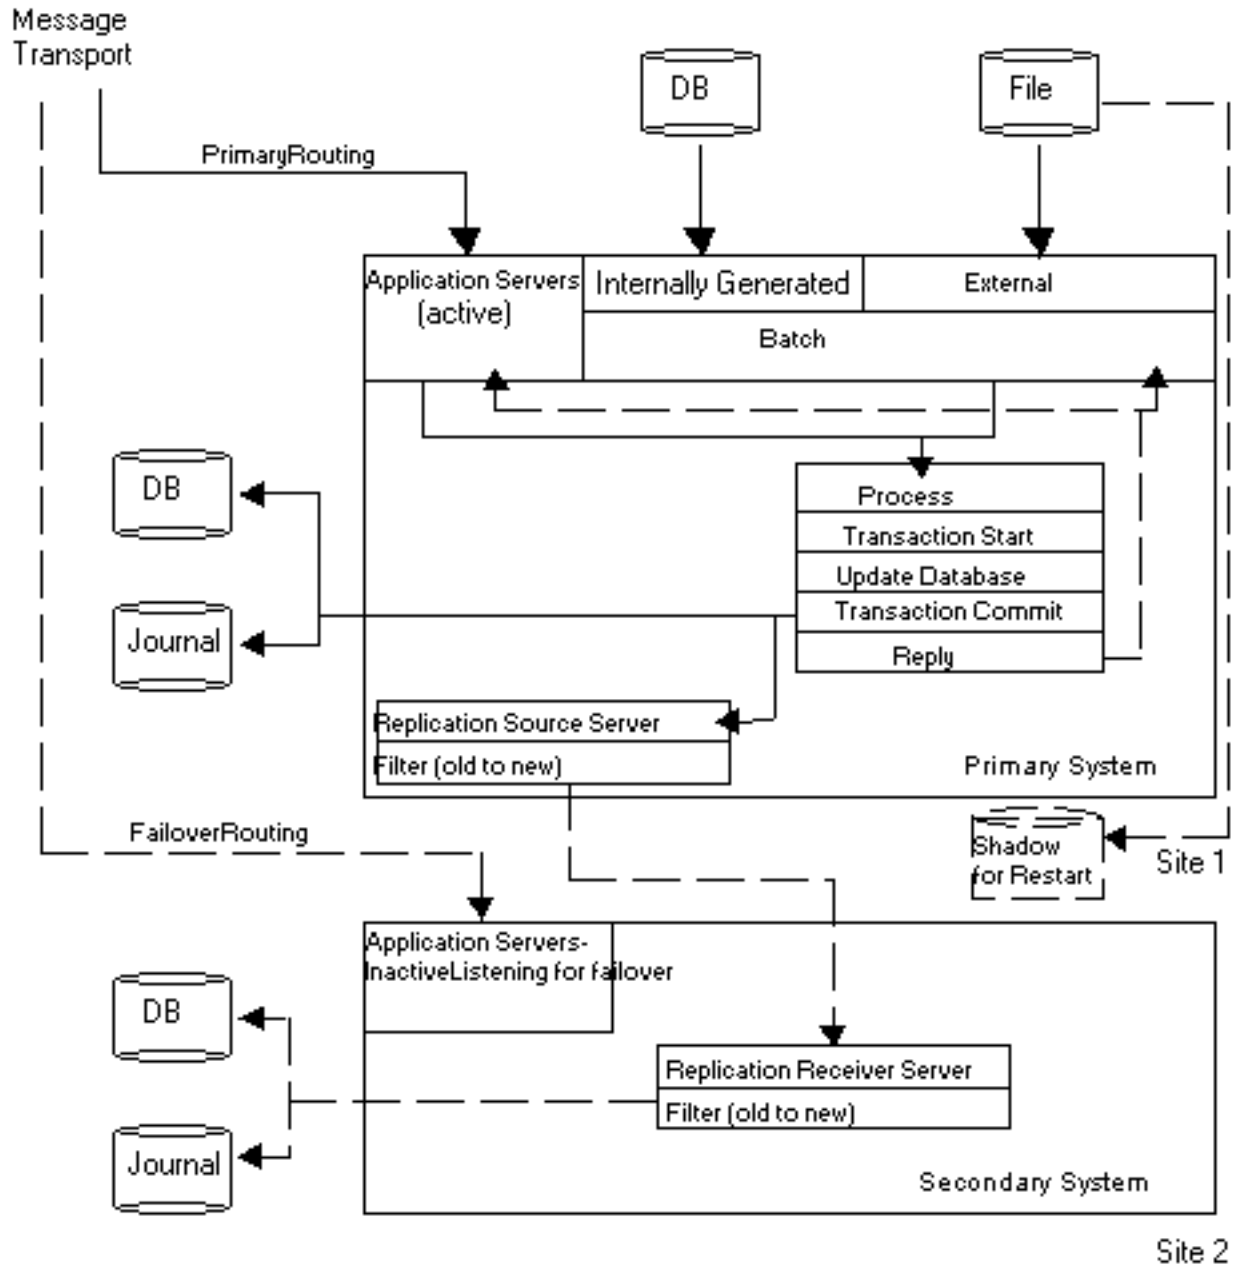 Message
Transport
DB
File
PrimaryRouting
Application Servers
(active)
Internally Generated
External
Batch
DB
Process
Transaction Start
Update Database
Transaction Commit
Journal
Reply
Replication Source Server
Filter (old to new)
Primary System
FailoverRouting
Shadow
for Restart
Site 1
Application Servers-
InactiveListening for failover
DB
Replication Receiver Server
Filter (old to new)
Journal
Secondary System
Site 2